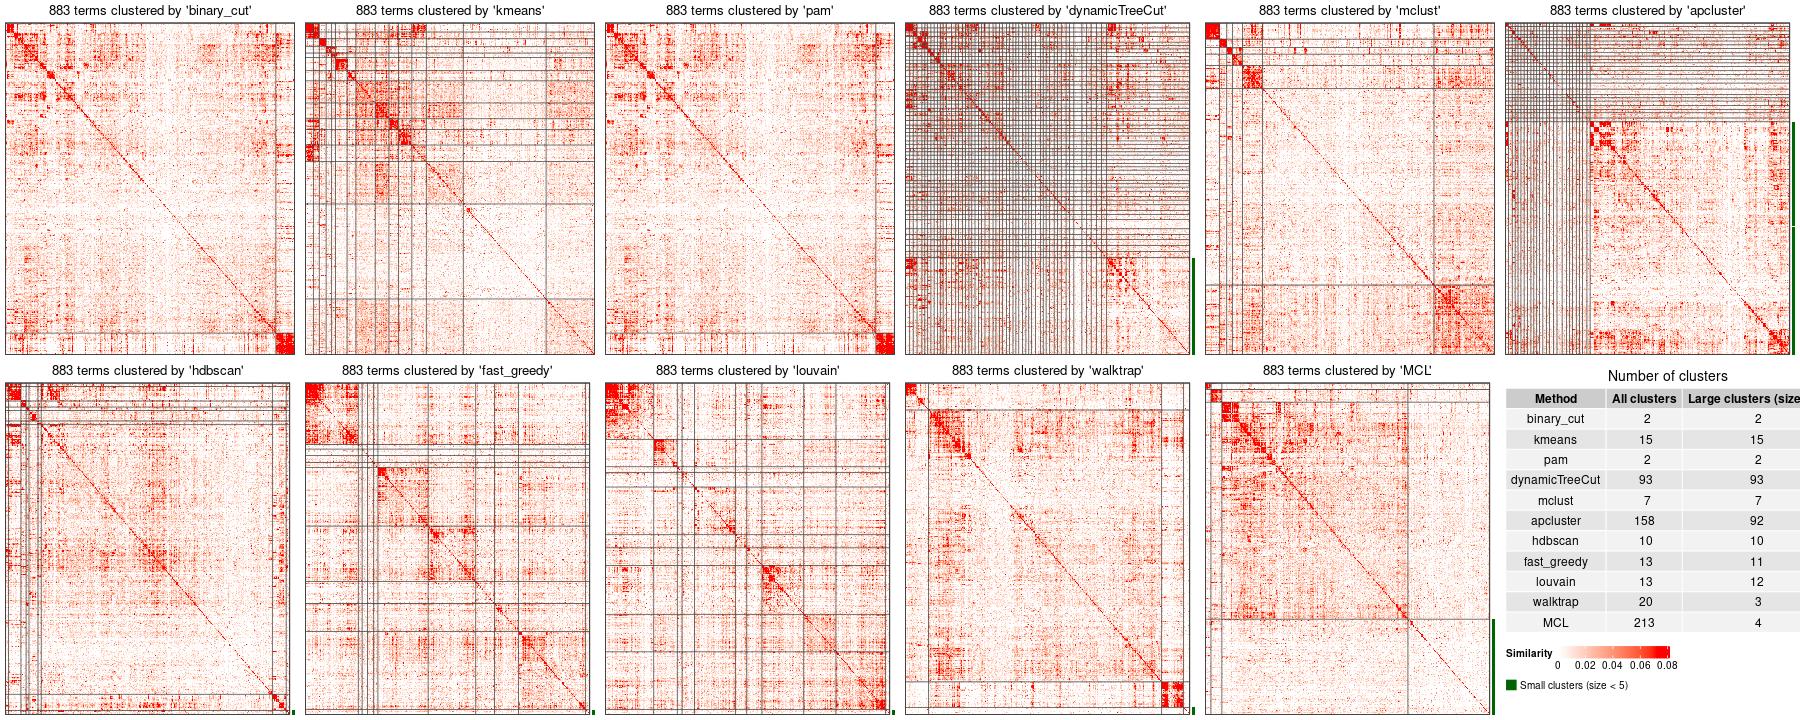 883 terms clustered by 'binary_cut'
883 terms clustered by 'kmeans'
883 terms clustered by 'pam'
883 terms clustered by 'dynamicTreeCut'
883 terms clustered by 'mclust'
883 terms clustered by 'apcluster'
883 terms clustered by 'hdbscan'
883 terms clustered by 'fast_greedy'
883 terms clustered by 'louvain'
883 terms clustered by 'walktrap'
883 terms clustered by 'MCL'
Number of clusters
Method All clusters Large clusters (size
binary_cut 2 2
kmeans 15 15
pam 2 2
dynamicTreeCut 93 93
mclust 7 7
apcluster 158 92
hdbscan 10 10
fast_greedy 13 11
louvain 13 12
walktrap 20 3
MCL 213 4
Similarity
0 0.02 0.04 0.06 0.08
Small clusters (size < 5)